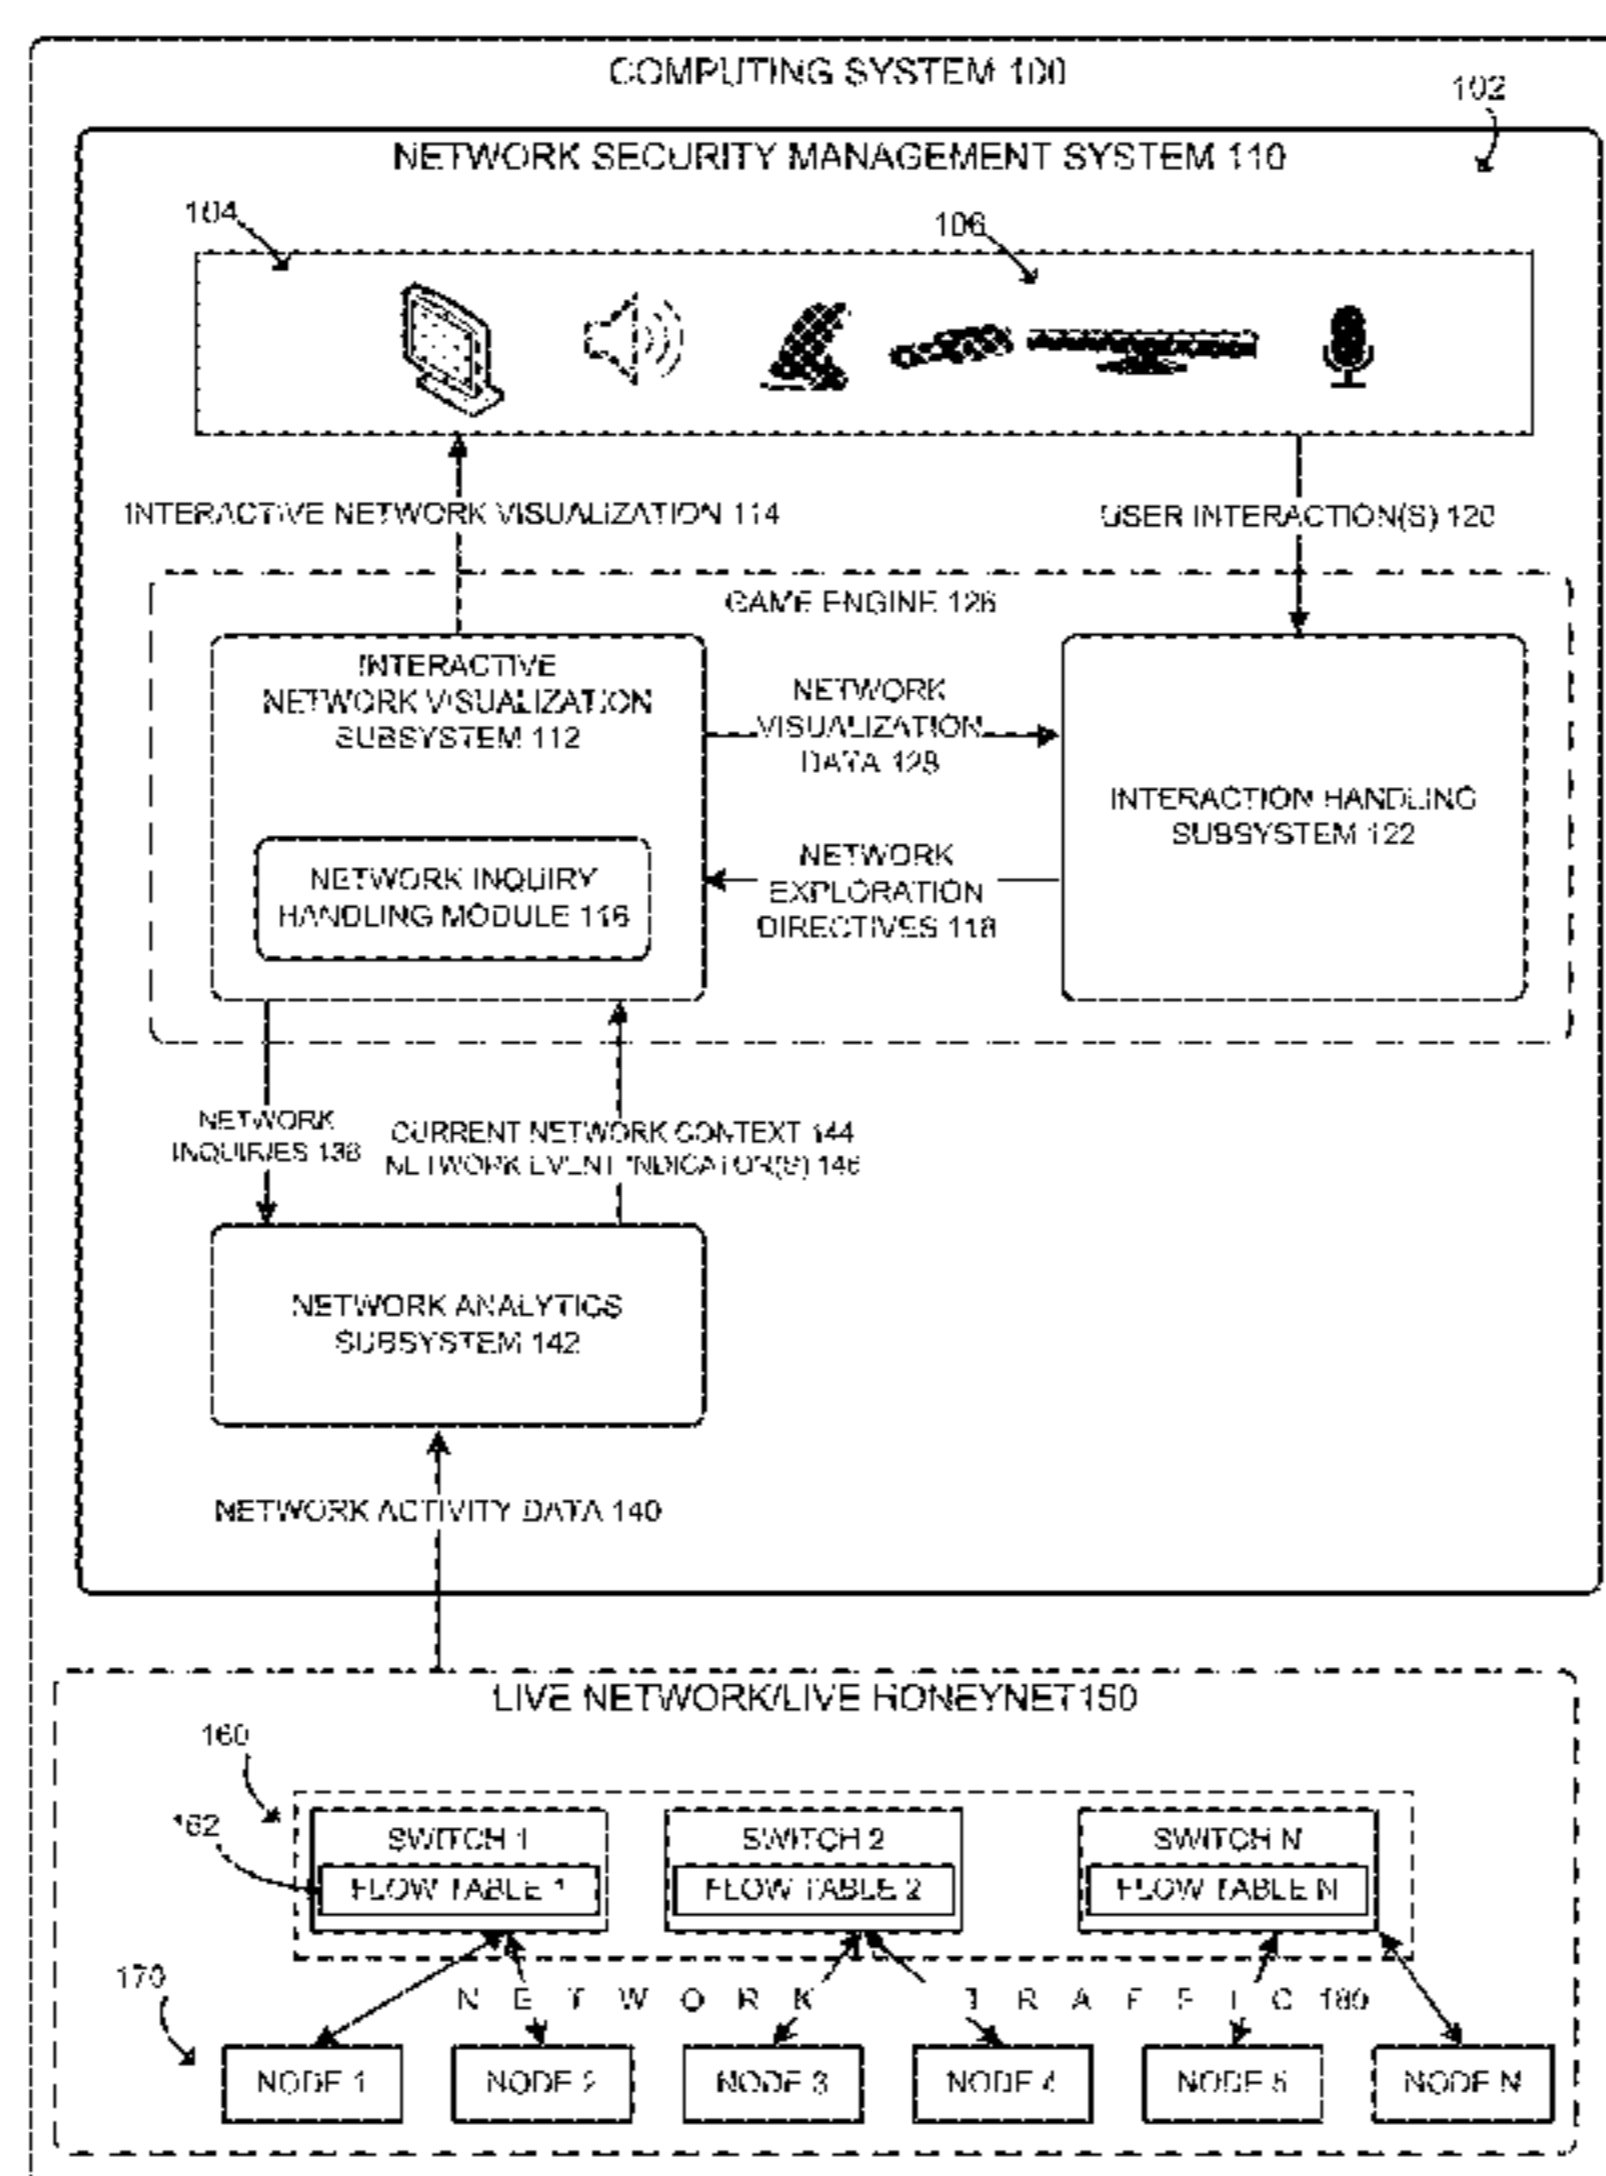 COMPUTING SYSTEM 100
102
NETWORK SECURITY MANAGEMENT SYSTEM 110
104
106
INTERACTIVE NETWORK VISUALIZATION 114
USER INTERACTION(S) 120
GAME ENGINE 126
INTERACTIVE
NETWORK VISUALIZATION
SUBSYSTEM 112
NETWORK
VISUALIZATION
DATA 128
INTERACTION HANDLING
SUBSYSTEM 122
NETWORK INQUIRY
HANDLING MODULE 116
NETWORK
EXPLORATION
DIRECTIVES 118
NETWORK
INQUIRIES 138
CURRENT NETWORK CONTEXT 144
NETWORK EVENT INDICATOR(S) 146
NETWORK ANALYTICS
SUBSYSTEM 142
NETWORK ACTIVITY DATA 140
LIVE NETWORK/LIVE HONEYNET150
160
162
SWITCH 1
FLOW TABLE 1
SWITCH 2
FLOW TABLE 2
SWITCH N
FLOW TABLE N
170
NETWORK TRAFFIC 180
NODE 1
NODE 2
NODE 3
NODE 4
NODE 5
NODE N